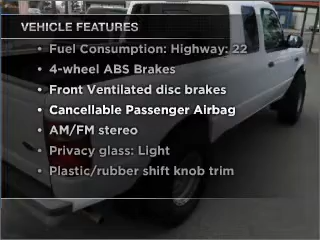 VEHICLE FEATURES
• Fuel Consumption: Highway: 22
• 4-wheel ABS Brakes
• Front Ventilated disc brakes
• Cancellable Passenger Airbag
• AM/FM stereo
• Privacy glass: Light
• Plastic/rubber shift knob trim